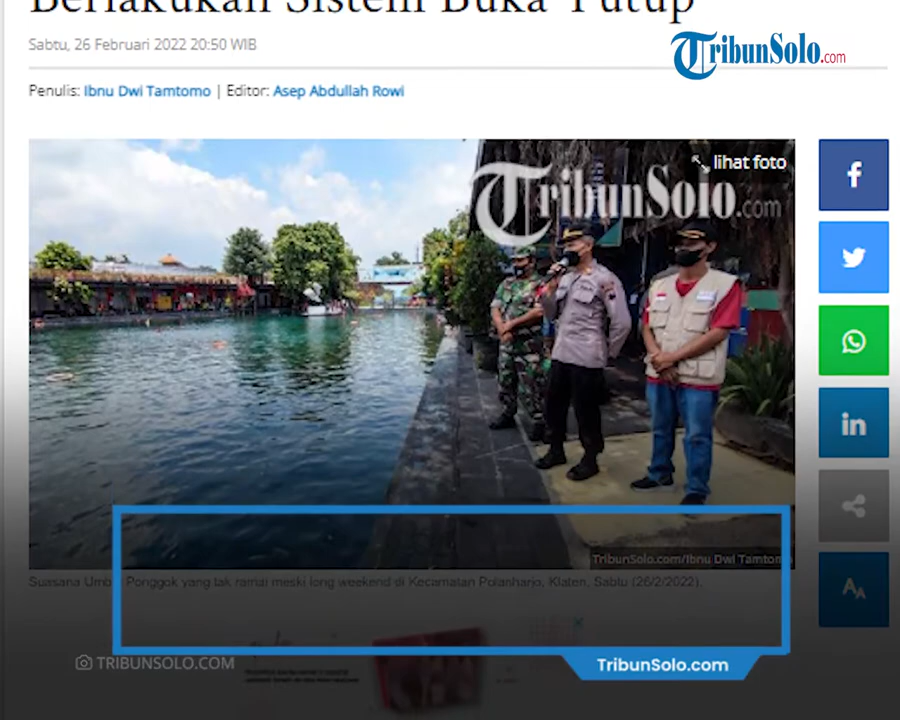 Berlakukan Sistem Buka-Tutup
Sabtu, 26 Februari 2022 20:50 WIB
TribunSolo.com
Penulis: Ibnu Dwi Tamtomo | Editor: Asep Abdullah Rowi
lihat foto
TribunSolo.com
TribunSolo.com/Ibnu Dwi Tamtomo
Suasana Umbul Ponggok yang tak ramai meski long weekend di Kecamatan Polanharjo, Klaten, Sabtu (26/2/2022).
TRIBUNSOLO.COM
TribunSolo.com